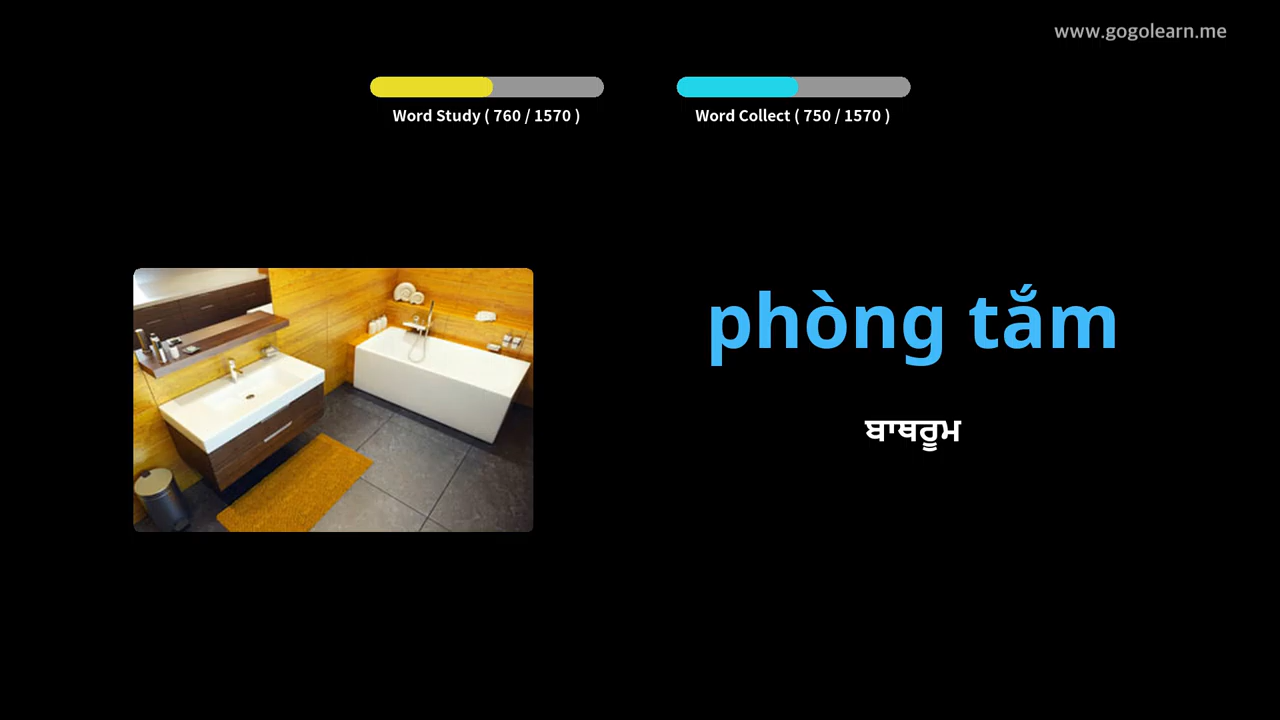 www.gogolearn.me
Word Study ( 760 / 1570 )
Word Collect ( 750 / 1570 )
phòng tắm
ਬਾਥਰੂਮ